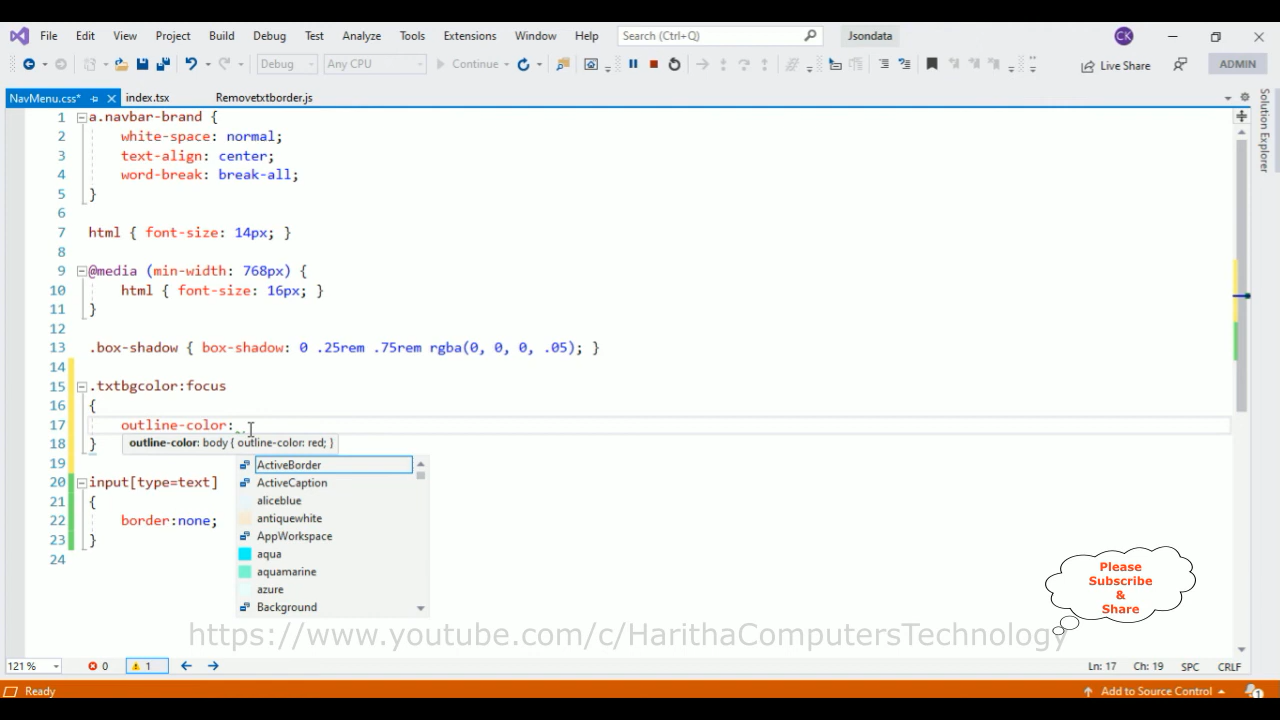 File Edit View Project Build Debug Test Analyze Tools Extensions Window Help Search (Ctrl+Q) Jsondata CK
Debug Any CPU Continue Live Share ADMIN
NavMenu.css* index.tsx Removetxtborder.js
Solution Explorer
1 a.navbar-brand {
2 white-space: normal;
3 text-align: center;
4 word-break: break-all;
5 }
6
7 html { font-size: 14px; }
8
9 @media (min-width: 768px) {
10 html { font-size: 16px; }
11 }
12
13 .box-shadow { box-shadow: 0 .25rem .75rem rgba(0, 0, 0, .05); }
14
15 .txtbgcolor:focus
16 {
17 outline-color:
18 }
outline-color: body { outline-color: red; }
19
20 input[type=text]
21 {
22 border:none;
23 }
24
ActiveBorder
ActiveCaption
aliceblue
antiquewhite
AppWorkspace
aqua
aquamarine
azure
Background
Please
Subscribe
&
Share
https://www.youtube.com/c/HarithaComputersTechnology
121 % 0 1 Ln: 17 Ch: 19 SPC CRLF
Ready Add to Source Control 1